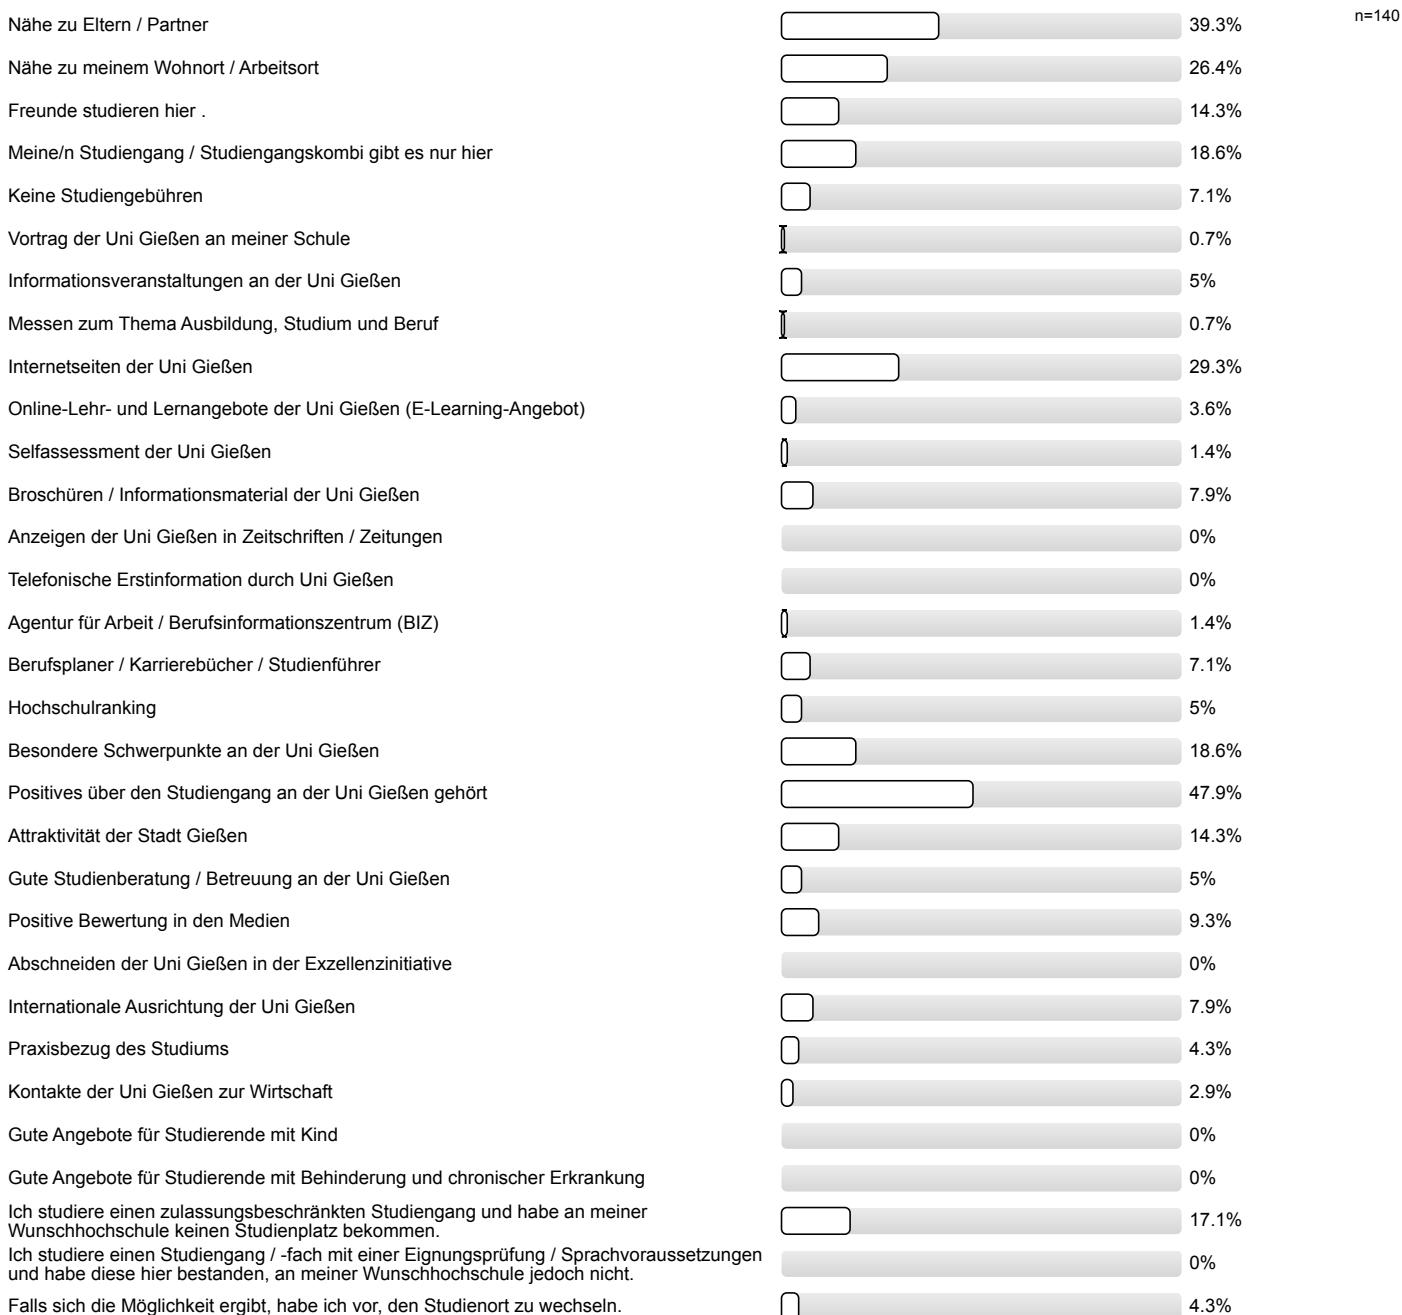 Nähe zu Eltern / Partner 39.3% n=140
Nähe zu meinem Wohnort / Arbeitsort 26.4%
Freunde studieren hier . 14.3%
Meine/n Studiengang / Studiengangskombi gibt es nur hier 18.6%
Keine Studiengebühren 7.1%
Vortrag der Uni Gießen an meiner Schule 0.7%
Informationsveranstaltungen an der Uni Gießen 5%
Messen zum Thema Ausbildung, Studium und Beruf 0.7%
Internetseiten der Uni Gießen 29.3%
Online-Lehr- und Lernangebote der Uni Gießen (E-Learning-Angebot) 3.6%
Selfassessment der Uni Gießen 1.4%
Broschüren / Informationsmaterial der Uni Gießen 7.9%
Anzeigen der Uni Gießen in Zeitschriften / Zeitungen 0%
Telefonische Erstinformation durch Uni Gießen 0%
Agentur für Arbeit / Berufsinformationszentrum (BIZ) 1.4%
Berufsplaner / Karrierebücher / Studienführer 7.1%
Hochschulranking 5%
Besondere Schwerpunkte an der Uni Gießen 18.6%
Positives über den Studiengang an der Uni Gießen gehört 47.9%
Attraktivität der Stadt Gießen 14.3%
Gute Studienberatung / Betreuung an der Uni Gießen 5%
Positive Bewertung in den Medien 9.3%
Abschneiden der Uni Gießen in der Exzellenzinitiative 0%
Internationale Ausrichtung der Uni Gießen 7.9%
Praxisbezug des Studiums 4.3%
Kontakte der Uni Gießen zur Wirtschaft 2.9%
Gute Angebote für Studierende mit Kind 0%
Gute Angebote für Studierende mit Behinderung und chronischer Erkrankung 0%
Ich studiere einen zulassungsbeschränkten Studiengang und habe an meiner
Wunschhochschule keinen Studienplatz bekommen. 17.1%
Ich studiere einen Studiengang / -fach mit einer Eignungsprüfung / Sprachvoraussetzungen
und habe diese hier bestanden, an meiner Wunschhochschule jedoch nicht. 0%
Falls sich die Möglichkeit ergibt, habe ich vor, den Studienort zu wechseln. 4.3%